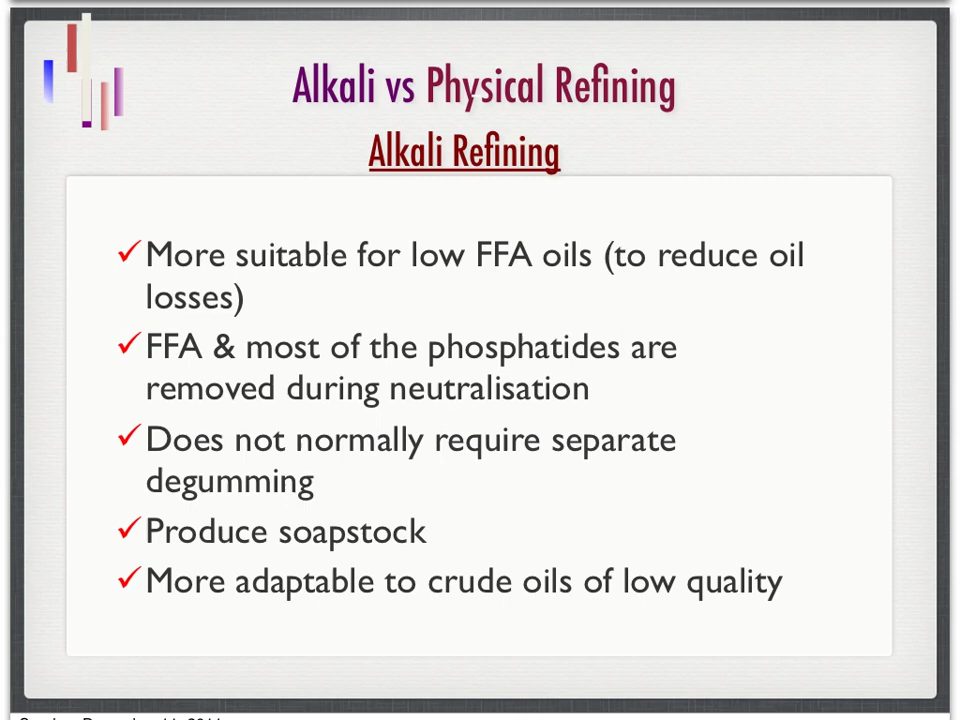 Alkali vs Physical Refining
Alkali Refining
✓More suitable for low FFA oils (to reduce oil
losses)
✓FFA & most of the phosphatides are
removed during neutralisation
✓Does not normally require separate
degumming
✓Produce soapstock
✓More adaptable to crude oils of low quality